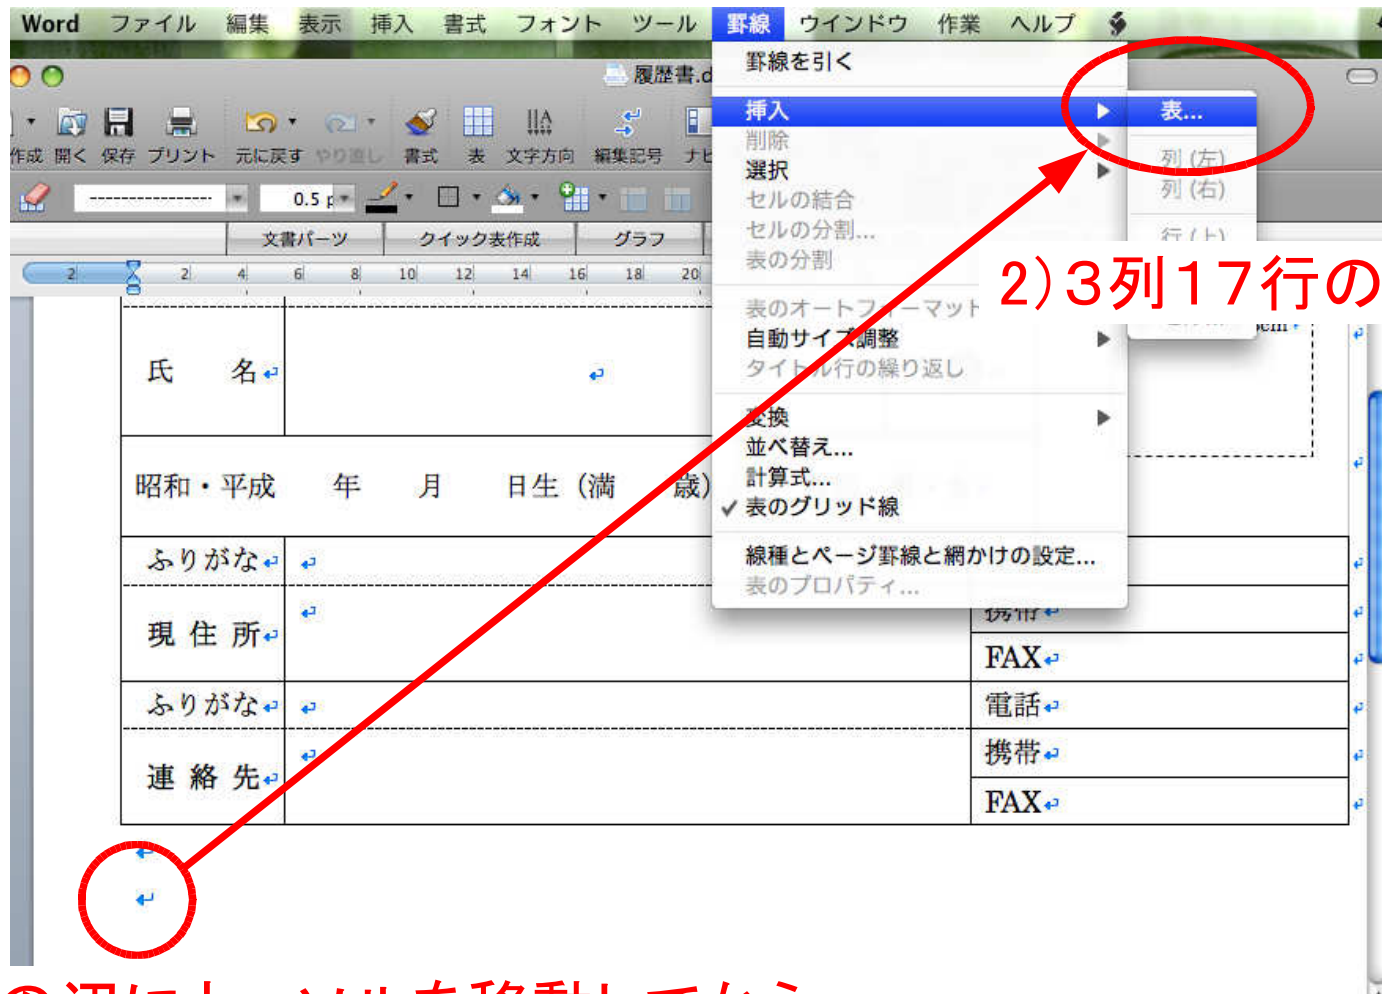 Word ファイル 編集 表示 挿入 書式 フォント ツール 罫線 ウインドウ 作業 ヘルプ
履歴書.d
作成 開く 保存 プリント 元に戻す やり直し 書式 表 文字方向 編集記号 ナビ
0.5 p
文書パーツ クイック表作成 グラフ
2 2 4 6 8 10 12 14 16 18 20
罫線を引く
挿入
削除
選択
セルの結合
セルの分割...
表の分割
表のオートフォーマット
自動サイズ調整
タイトル行の繰り返し
変換
並べ替え...
計算式...
✓ 表のグリッド線
線種とページ罫線と網かけの設定...
表のプロパティ...
表...
列 (左)
列 (右)
行 (上)
2)３列１７行の
氏 名
昭和・平成 年 月 日生（満 歳）
ふりがな
現 住 所
携帯
FAX
ふりがな
電話
連 絡 先
携帯
FAX